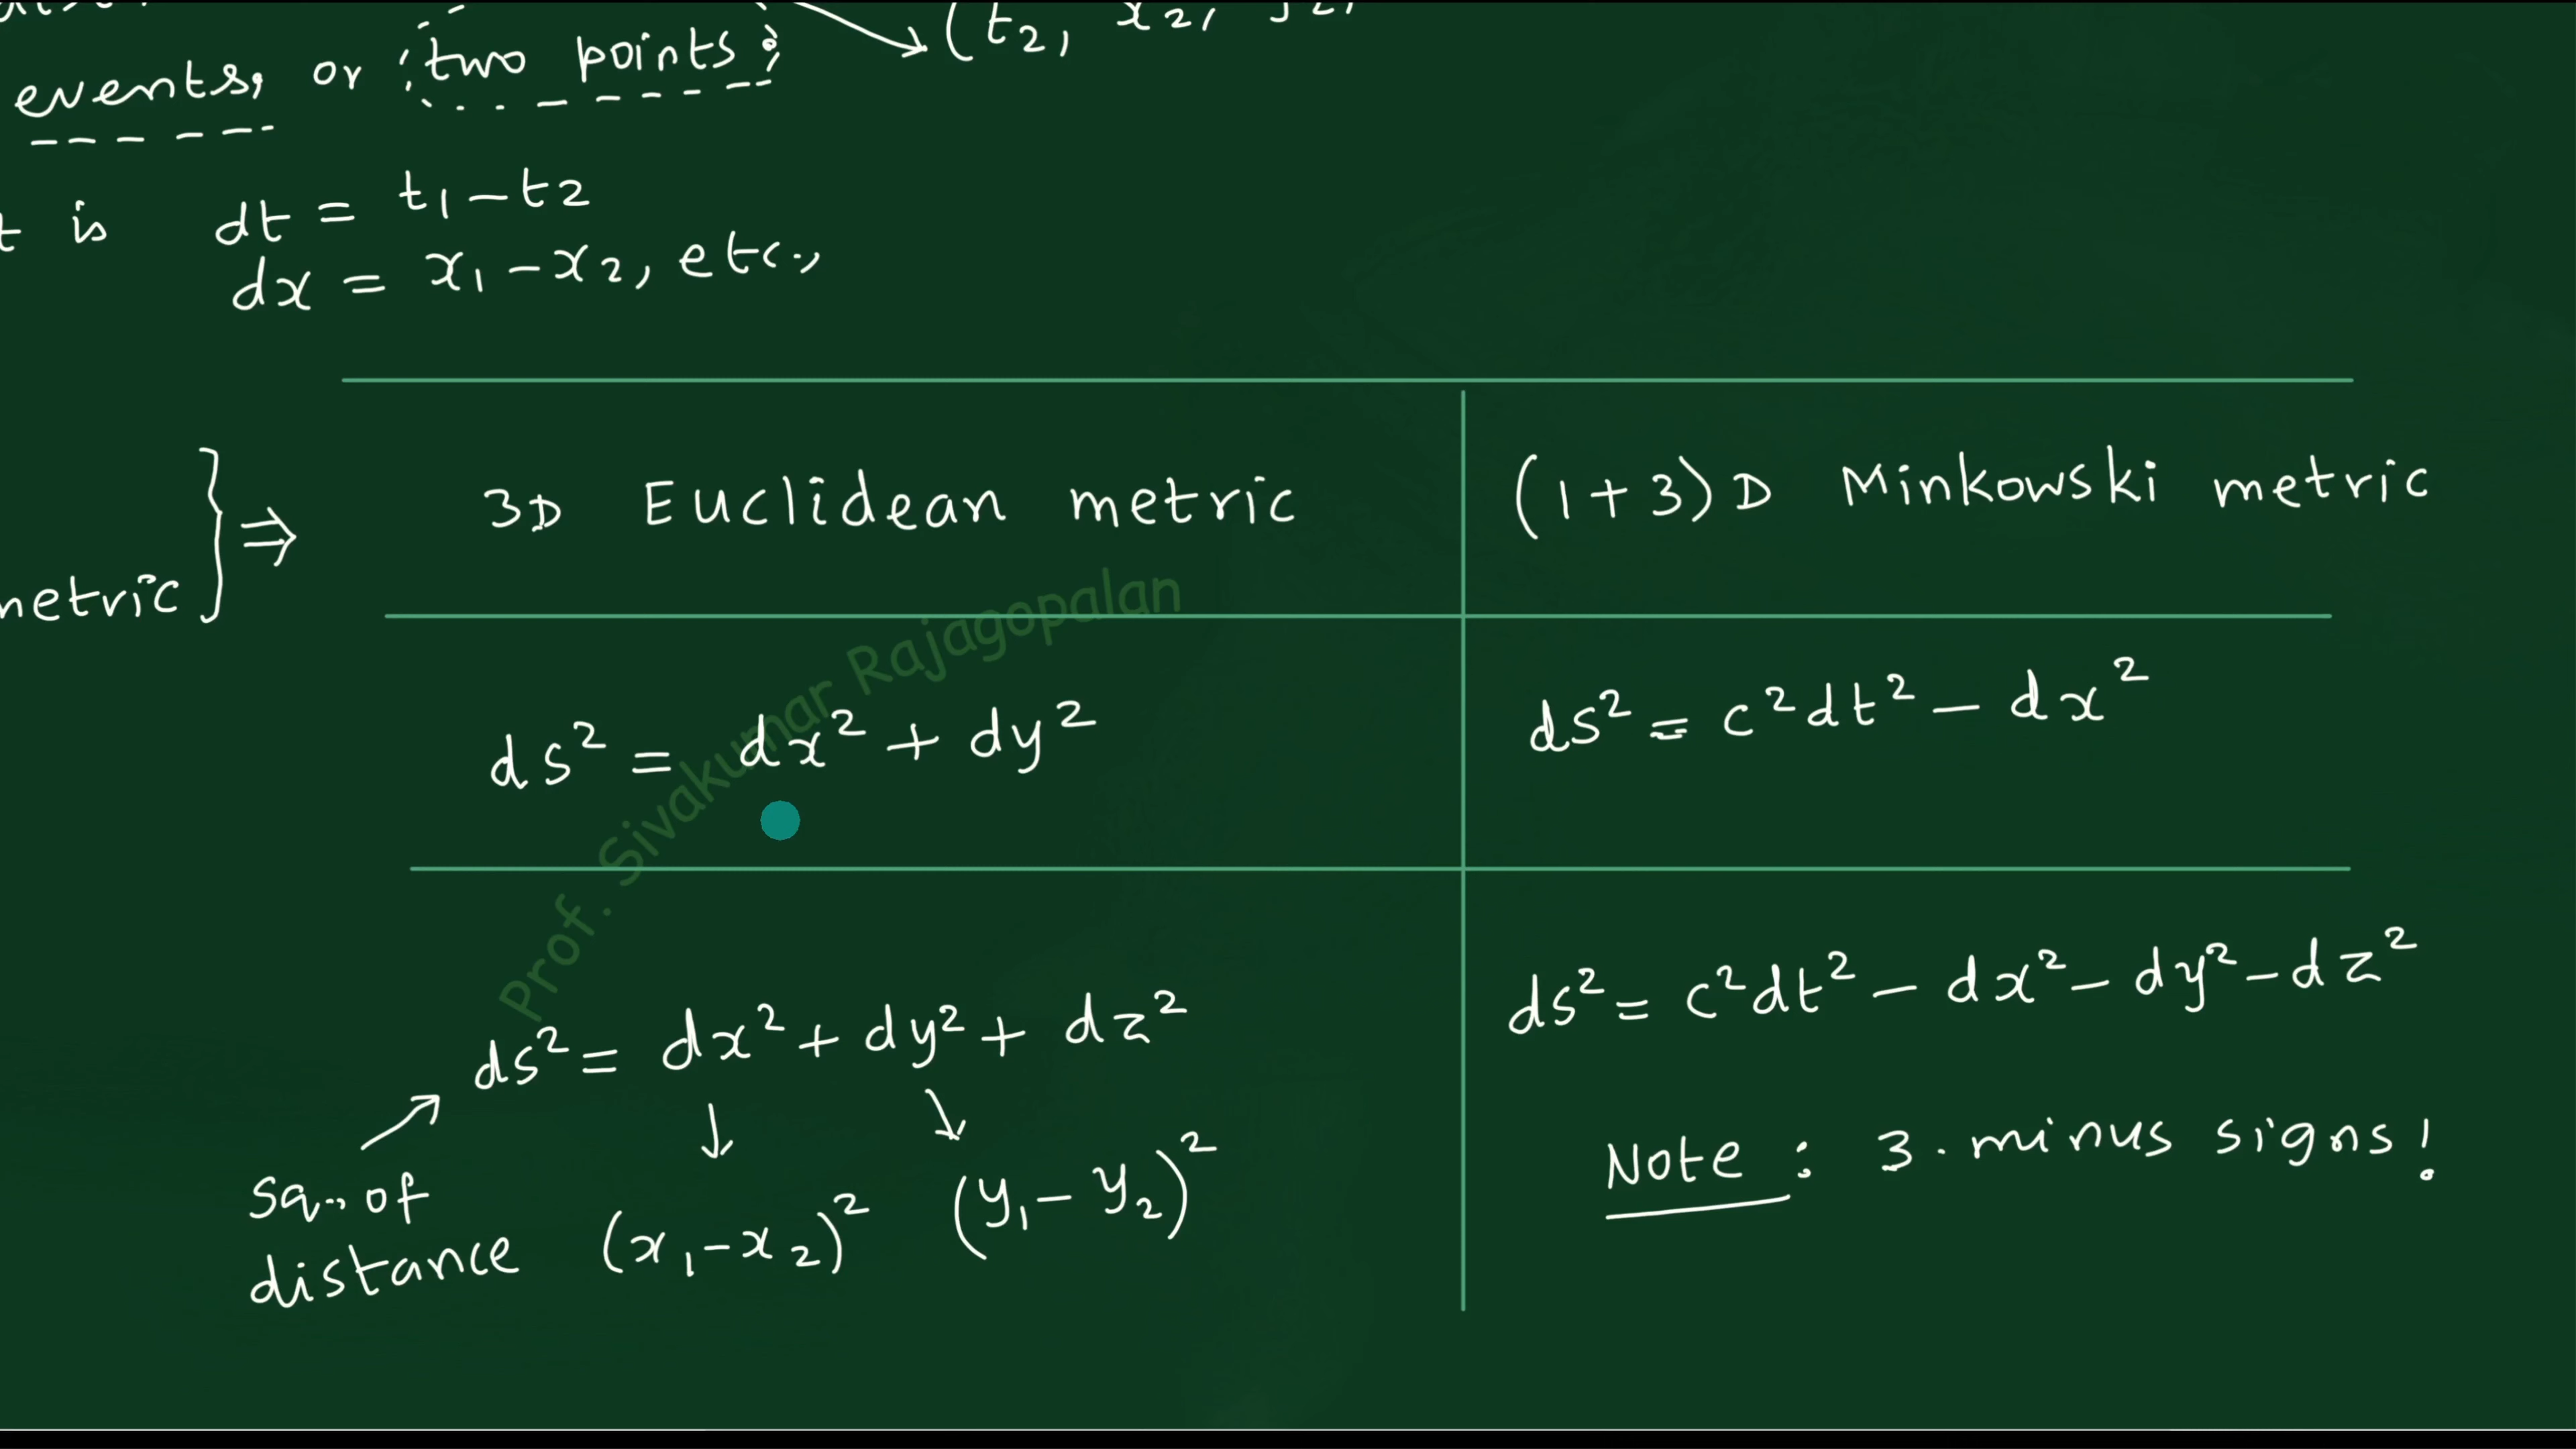 (t2, x2,
events, or two points
is dt = t1 – t2
dx = x1 – x2, etc.,
metric } ⇒
3D Euclidean metric
(1+3)D Minkowski metric
ds² = dx² + dy²
ds² = c²dt² – dx²
ds² = dx² + dy² + dz²
ds² = c²dt² – dx² – dy² – dz²
sq., of
distance
(x1–x2)² (y1–y2)²
Note : 3. minus signs!
Prof. Sivakumar Rajagopalan